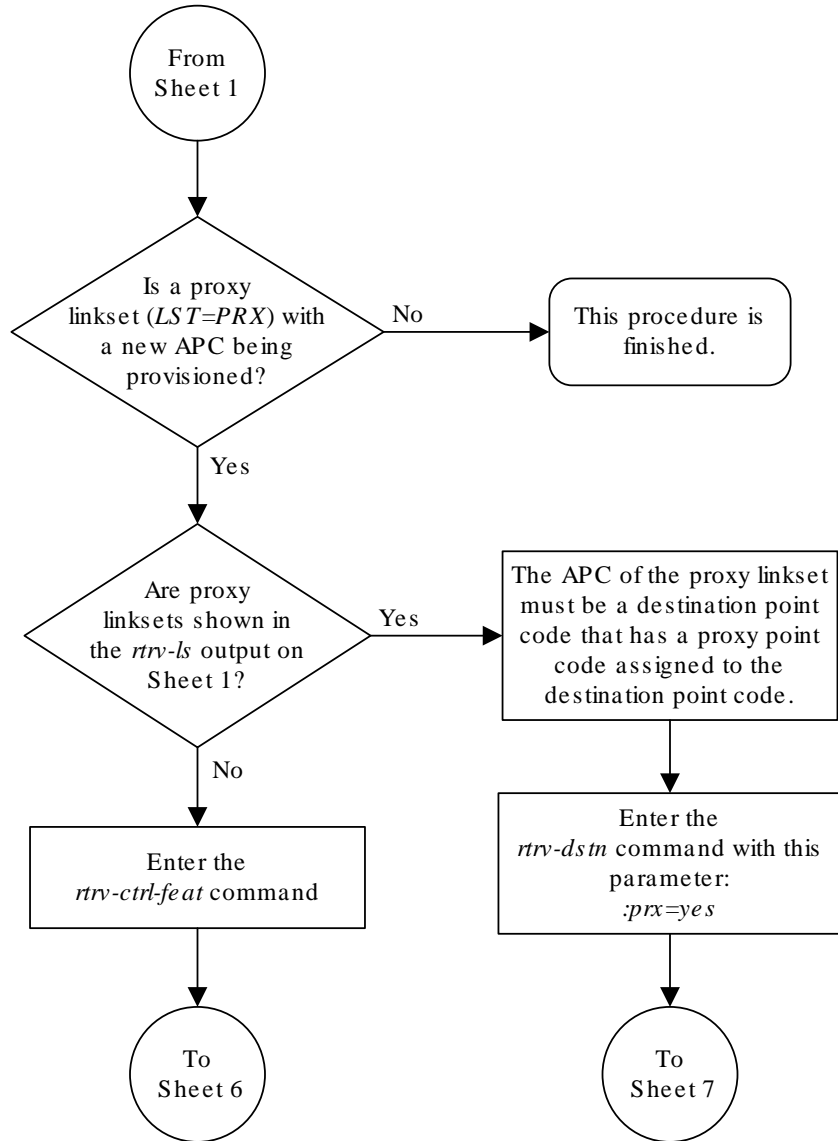 From
Sheet 1
Is a proxy
linkset (LST=PRX) with
a new APC being
provisioned?
No
This procedure is
finished.
Yes
Are proxy
linksets shown in
the rtrv-ls output on
Sheet 1?
Yes
The APC of the proxy linkset
must be a destination point
code that has a proxy point
code assigned to the
destination point code.
No
Enter the
rtrv-ctrl-feat command
Enter the
rtrv-dstn command with this
parameter:
:prx=yes
To
Sheet 6
To
Sheet 7